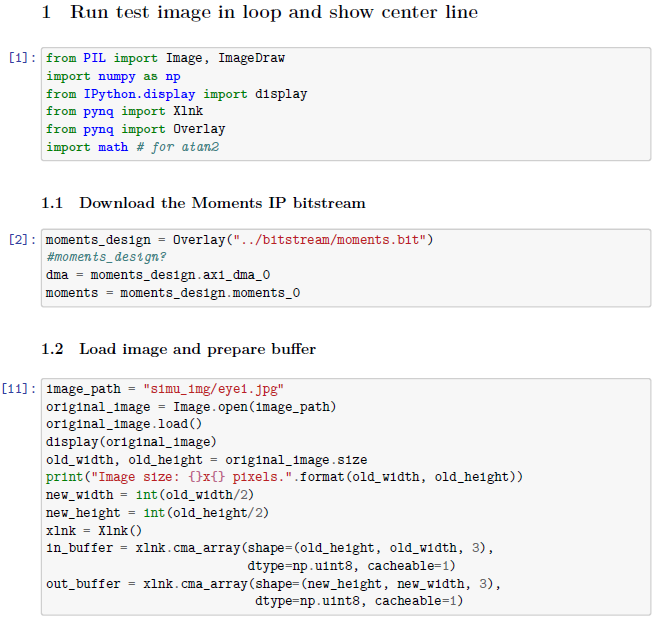 1 Run test image in loop and show center line
[1]: from PIL import Image, ImageDraw
import numpy as np
from IPython.display import display
from pynq import Xlnk
from pynq import Overlay
import math # for atan2
1.1 Download the Moments IP bitstream
[2]: moments_design = Overlay("../bitstream/moments.bit")
#moments_design?
dma = moments_design.axi_dma_0
moments = moments_design.moments_0
1.2 Load image and prepare buffer
[11]: image_path = "simu_img/eye1.jpg"
original_image = Image.open(image_path)
original_image.load()
display(original_image)
old_width, old_height = original_image.size
print("Image size: {}x{} pixels.".format(old_width, old_height))
new_width = int(old_width/2)
new_height = int(old_height/2)
xlnk = Xlnk()
in_buffer = xlnk.cma_array(shape=(old_height, old_width, 3),
dtype=np.uint8, cacheable=1)
out_buffer = xlnk.cma_array(shape=(new_height, new_width, 3),
dtype=np.uint8, cacheable=1)